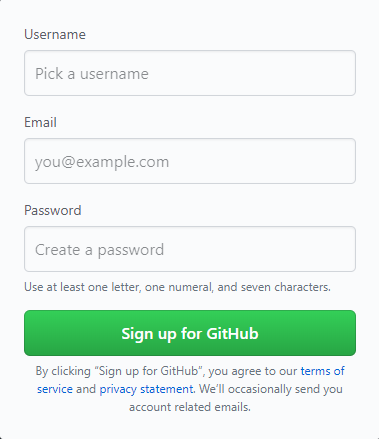 Username
Pick a username
Email
you@example.com
Password
Create a password
Use at least one letter, one numeral, and seven characters.
Sign up for GitHub
By clicking “Sign up for GitHub”, you agree to our terms of
service and privacy statement. We’ll occasionally send you
account related emails.